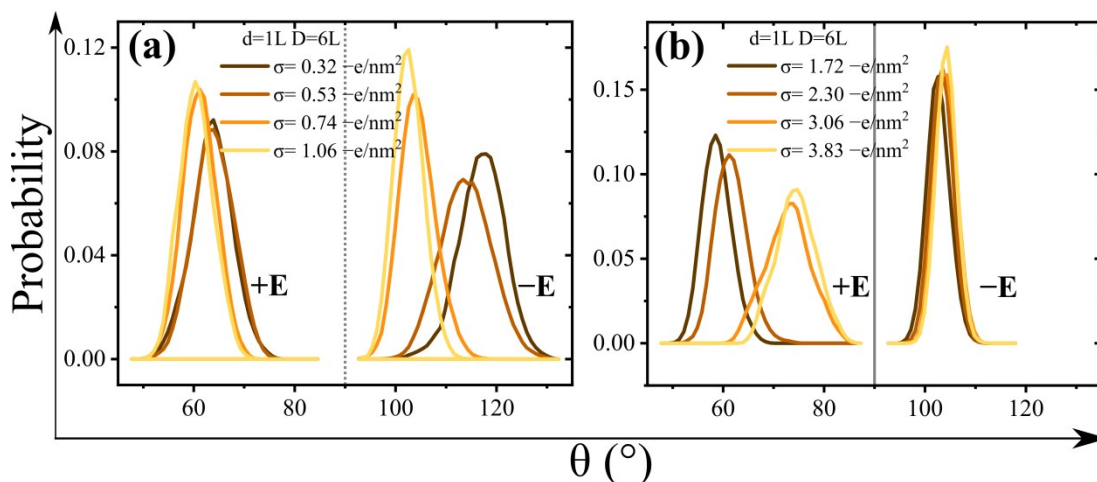 Probability
(a)
d=1L D=6L
σ= 0.32 −e/nm²
σ= 0.53 −e/nm²
σ= 0.74 −e/nm²
σ= 1.06 −e/nm²
0.12
0.08
0.04
0.00
+E
−E
60
80
100
120
(b)
d=1L D=6L
σ= 1.72 −e/nm²
σ= 2.30 −e/nm²
σ= 3.06 −e/nm²
σ= 3.83 −e/nm²
0.15
0.10
0.05
0.00
+E
−E
60
80
100
120
θ (°)